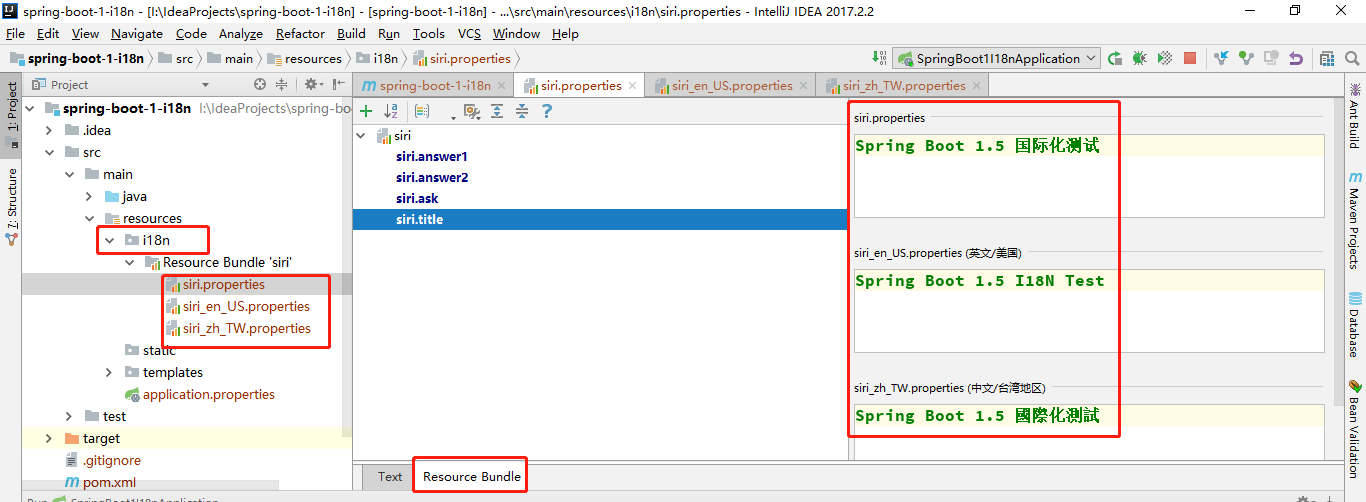 spring-boot-1-i18n - [I:\IdeaProjects\spring-boot-1-i18n] - [spring-boot-1-i18n] - ...\src\main\resources\i18n\siri.properties - IntelliJ IDEA 2017.2.2
File Edit View Navigate Code Analyze Refactor Build Run Tools VCS Window Help
spring-boot-1-i18n src main resources i18n siri.properties SpringBoot1I18nApplication
Project
spring-boot-1-i18n siri.properties siri_en_US.properties siri_zh_TW.properties
1: Project
7: Structure
spring-boot-1-i18n I:\IdeaProjects\spring-boo
.idea
src
main
java
resources
i18n
Resource Bundle 'siri'
siri.properties
siri_en_US.properties
siri_zh_TW.properties
static
templates
application.properties
test
target
.gitignore
pom.xml
siri
siri.answer1
siri.answer2
siri.ask
siri.title
siri.properties
Spring Boot 1.5 国际化测试
siri_en_US.properties (英文/美国)
Spring Boot 1.5 I18N Test
siri_zh_TW.properties (中文/台湾地区)
Spring Boot 1.5 國際化測試
Text Resource Bundle
Ant Build
Maven Projects
Database
Bean Validation
Run SpringBoot1I18nApplication